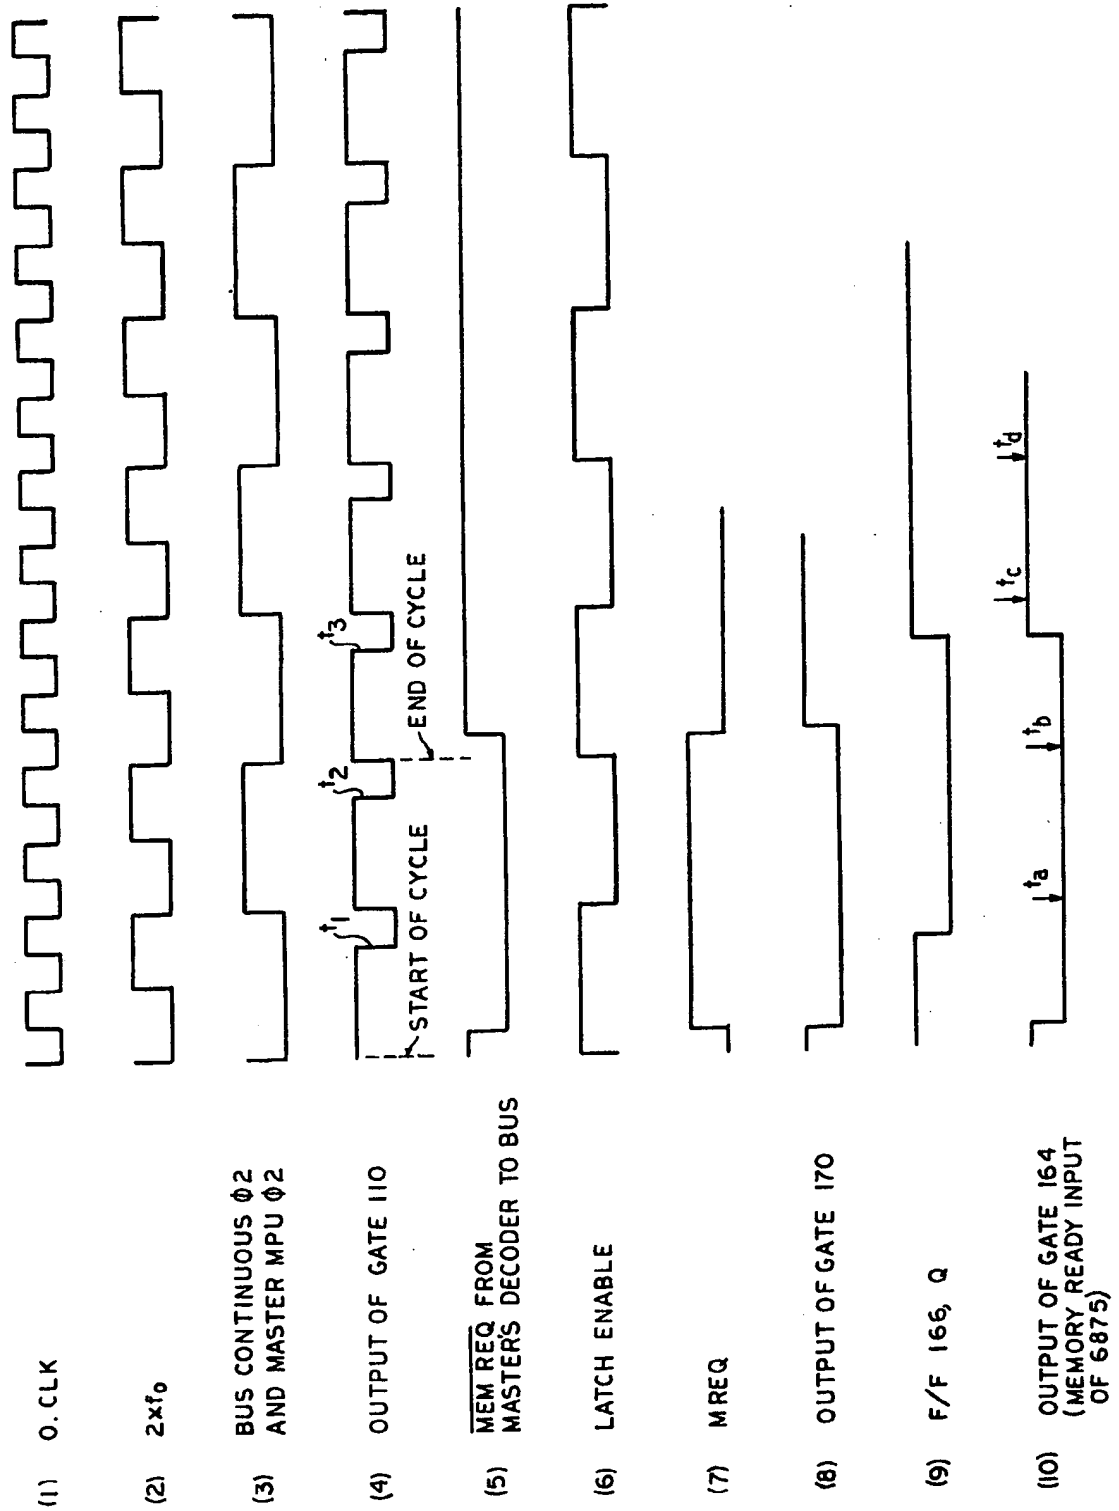 (1) O. CLK
(2) 2xf₀
(3) BUS CONTINUOUS Φ2
AND MASTER MPU Φ2
(4) OUTPUT OF GATE 110
START OF CYCLE
END OF CYCLE
t1
t2
t3
(5) MEM REQ FROM
MASTER'S DECODER TO BUS
(6) LATCH ENABLE
(7) MREQ
(8) OUTPUT OF GATE 170
(9) F/F 166, Q
(10) OUTPUT OF GATE 164
(MEMORY READY INPUT
OF 6875)
ta
tb
tc
td